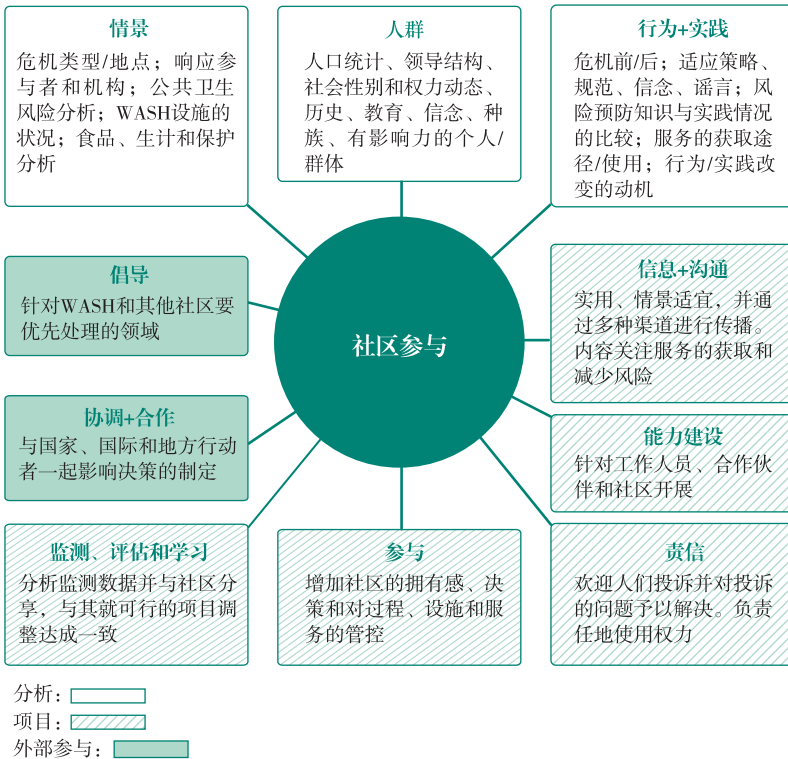 情景
危机类型/地点；响应参
与者和机构；公共卫生
风险分析；WASH设施的
状况；食品、生计和保护
分析
人群
人口统计、领导结构、
社会性别和权力动态、
历史、教育、信念、种
族、有影响力的个人/
群体
行为+实践
危机前/后；适应策略、
规范、信念、谣言；风
险预防知识与实践情况
的比较；服务的获取途
径/使用；行为/实践改
变的动机
倡导
针对WASH和其他社区要
优先处理的领域
社区参与
信息+沟通
实用、情景适宜，并通
过多种渠道进行传播。
内容关注服务的获取和
减少风险
协调+合作
与国家、国际和地方行动
者一起影响决策的制定
能力建设
针对工作人员、合作伙
伴和社区开展
监测、评估和学习
分析监测数据并与社区分
享，与其就可行的项目调
整达成一致
参与
增加社区的拥有感、决
策和对过程、设施和服
务的管控
责信
欢迎人们投诉并对投诉
的问题予以解决。负责
任地使用权力
分析：
项目：
外部参与：